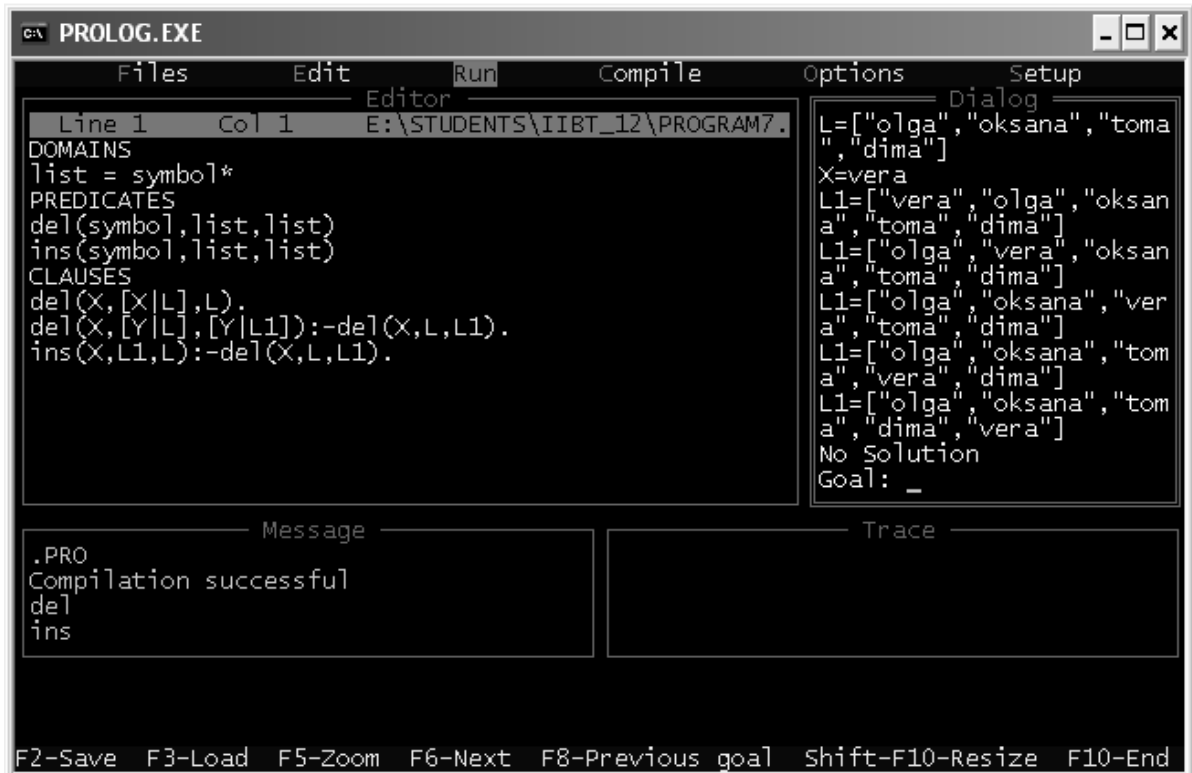 C:\ PROLOG.EXE
Files Edit Run Compile Options Setup
Editor
Line 1 Col 1 E:\STUDENTS\IIBT_12\PROGRAM7.
DOMAINS
list = symbol*
PREDICATES
del(symbol,list,list)
ins(symbol,list,list)
CLAUSES
del(X,[X|L],L).
del(X,[Y|L],[Y|L1]):-del(X,L,L1).
ins(X,L1,L):-del(X,L,L1).
Dialog
L=["olga","oksana","toma
","dima"]
X=vera
L1=["vera","olga","oksan
a","toma","dima"]
L1=["olga","vera","oksan
a","toma","dima"]
L1=["olga","oksana","ver
a","toma","dima"]
L1=["olga","oksana","tom
a","vera","dima"]
L1=["olga","oksana","tom
a","dima","vera"]
No Solution
Goal: _
Message
.PRO
Compilation successful
del
ins
Trace
F2-Save F3-Load F5-Zoom F6-Next F8-Previous goal Shift-F10-Resize F10-End